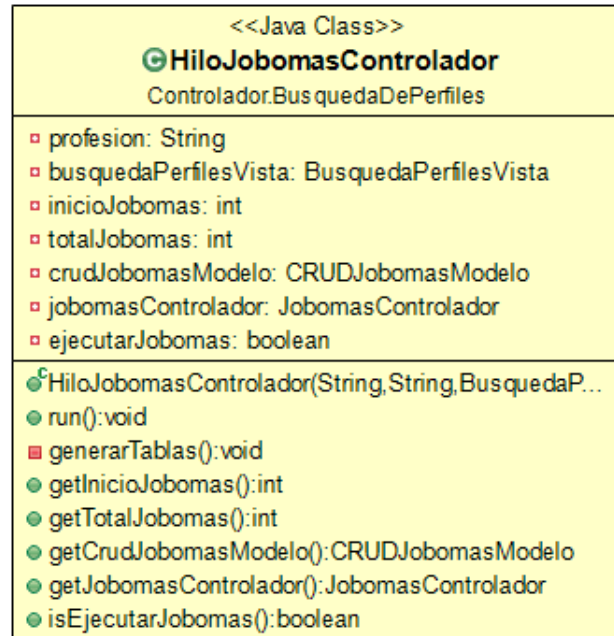 <<Java Class>>
HiloJobomasControlador
Controlador.BusquedaDePerfiles
profesion: String
busquedaPerfilesVista: BusquedaPerfilesVista
inicioJobomas: int
totalJobomas: int
crudJobomasModelo: CRUDJobomasModelo
jobomasControlador: JobomasControlador
ejecutarJobomas: boolean
HiloJobomasControlador(String,String,BusquedaP...
run():void
generarTablas():void
getInicioJobomas():int
getTotalJobomas():int
getCrudJobomasModelo():CRUDJobomasModelo
getJobomasControlador():JobomasControlador
isEjecutarJobomas():boolean